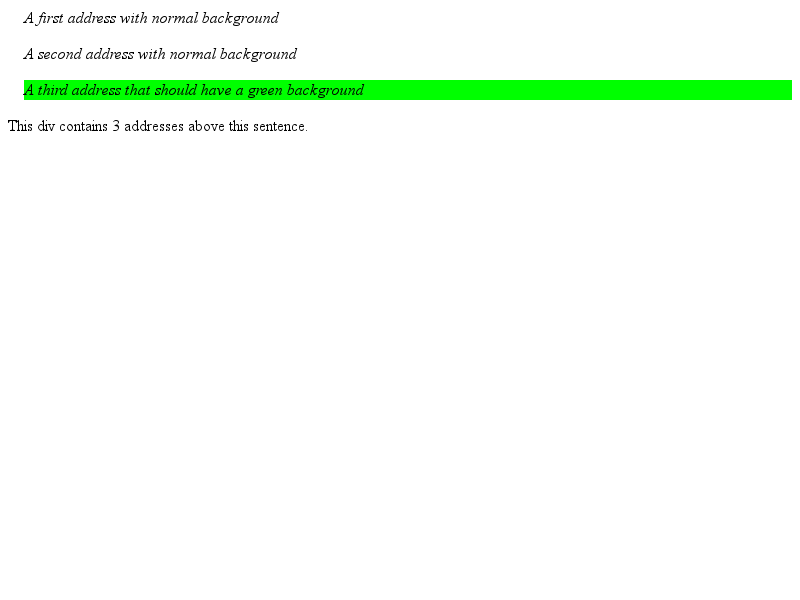 A first address with normal background
A second address with normal background
A third address that should have a green background
This div contains 3 addresses above this sentence.